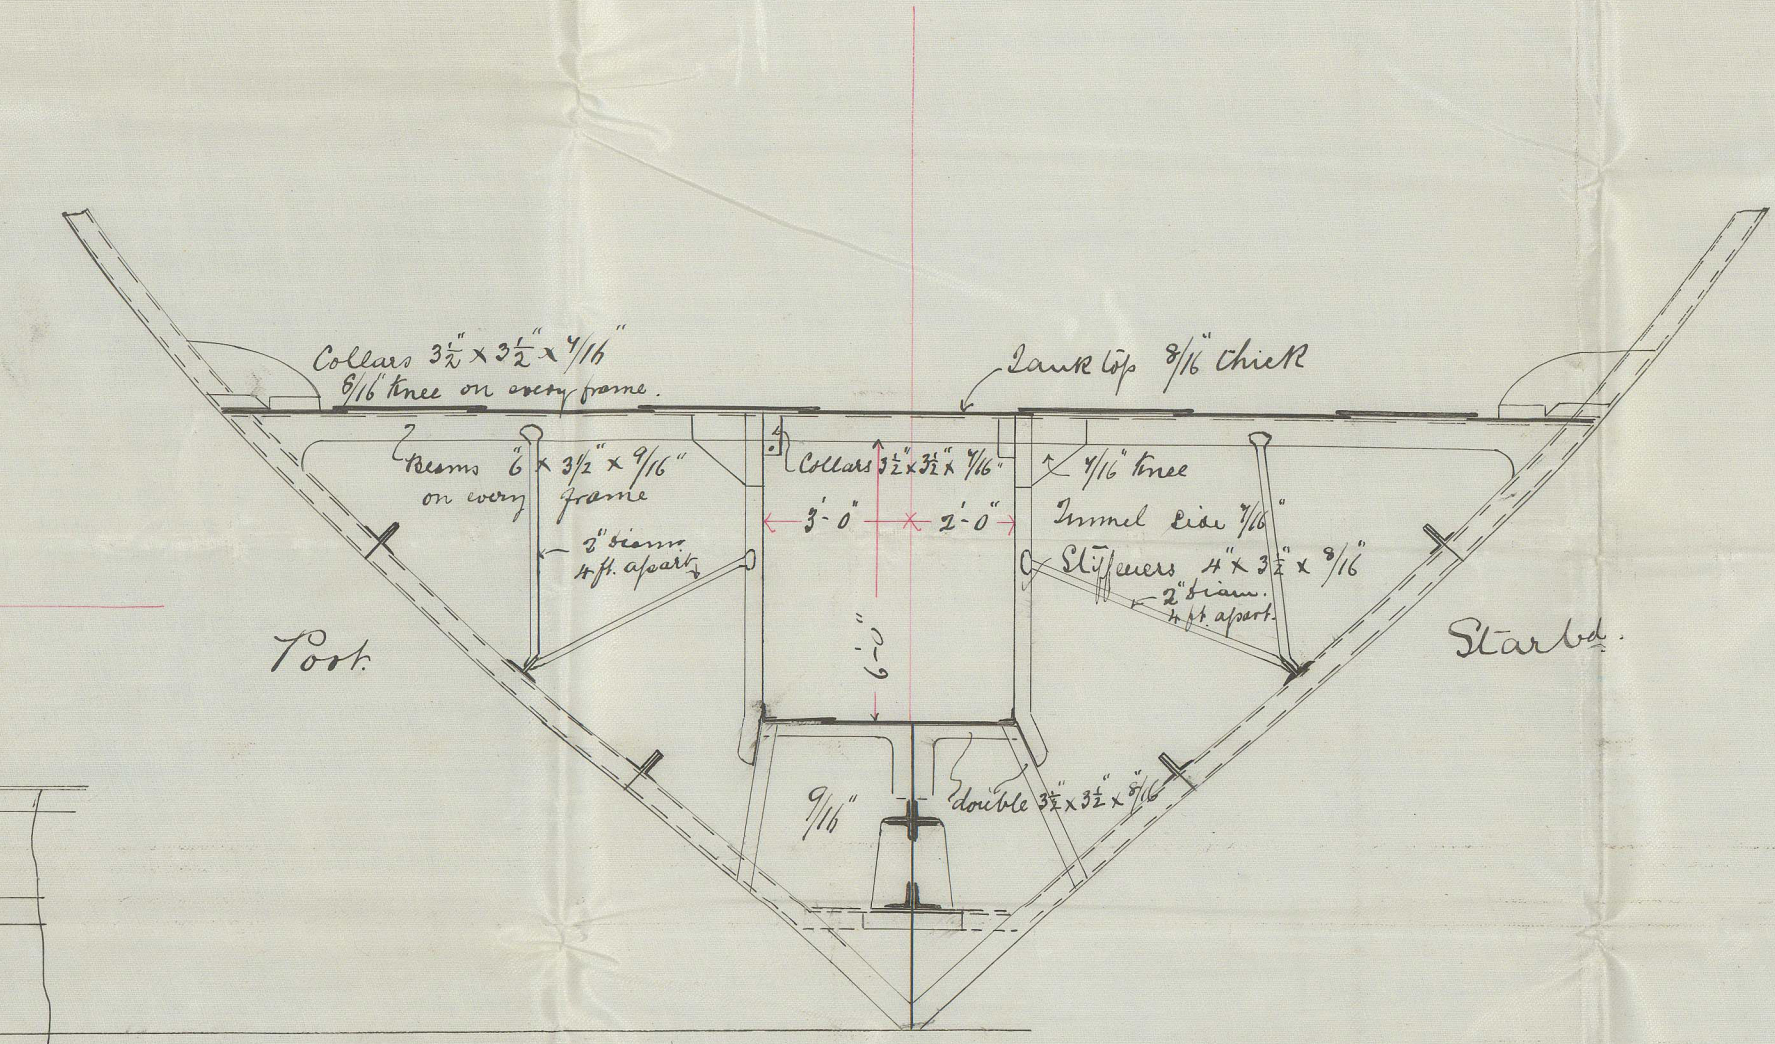 Collars 3½" x 3½" x 7/16"
6/16" Knee on every frame.
Tank top 8/16" thick
Beams 6" x 3½" x 9/16"
on every frame
Collars 3½" x 3½" x 7/16"
7/16" Knee
3'-0"
2'-0"
Tunnel Side 7/16"
2" Diam.
4 ft. apart
Stiffeners 4" x 3½" x 8/16"
2" Diam.
4 ft. apart.
6'-0"
Port.
Starbd.
9/16"
double 3½" x 3½" x 8/16